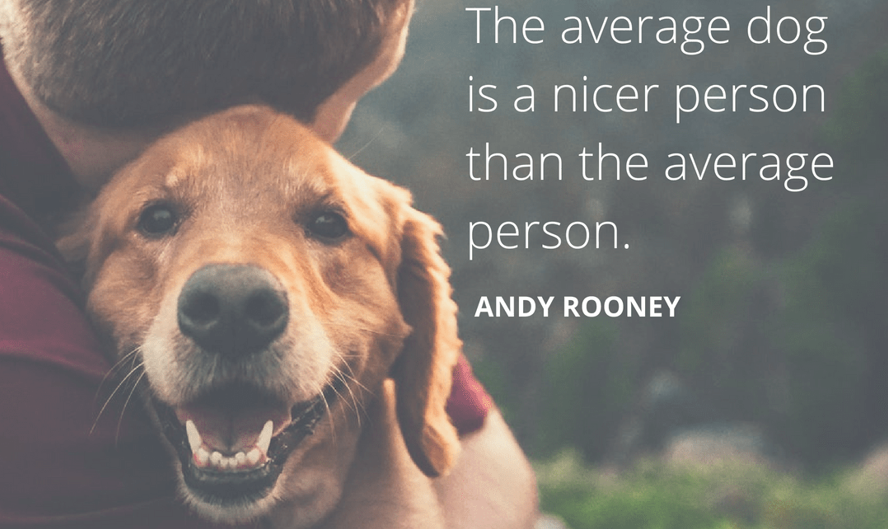 The average dog
is a nicer person
than the average
person.
ANDY ROONEY